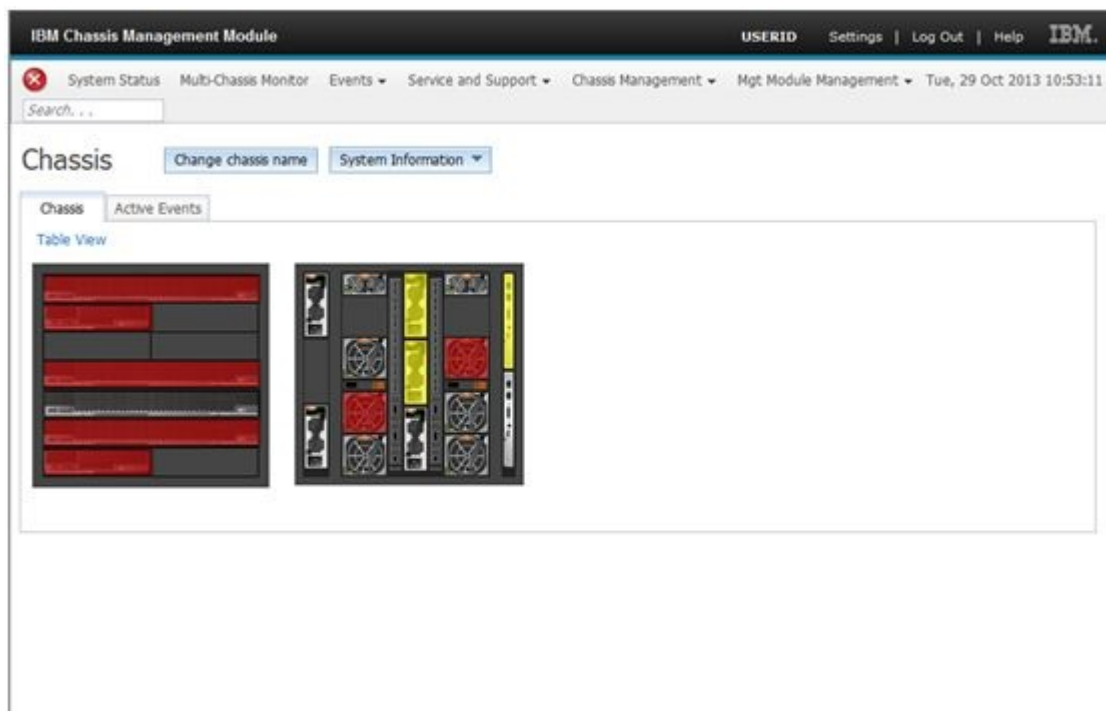 IBM Chassis Management Module USERID Settings | Log Out | Help IBM.
System Status Multi-Chassis Monitor Events Service and Support Chassis Management Mgt Module Management Tue, 29 Oct 2013 10:53:11
Search. . .
Chassis Change chassis name System Information
Chassis Active Events
Table View